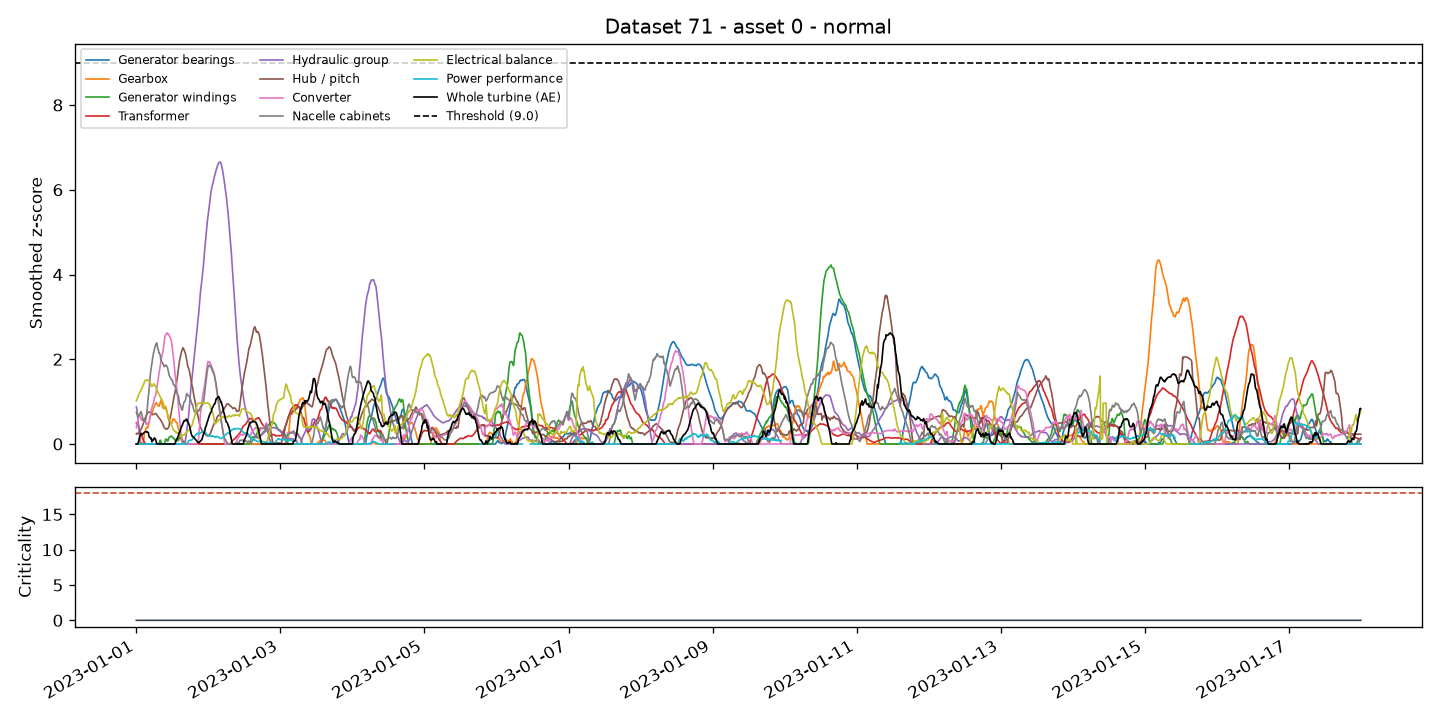 Dataset 71 - asset 0 - normal
Generator bearings
Gearbox
Generator windings
Transformer
Hydraulic group
Hub / pitch
Converter
Nacelle cabinets
Electrical balance
Power performance
Whole turbine (AE)
Threshold (9.0)
Smoothed z-score
8
6
4
2
0
Criticality
15
10
5
0
2023-01-01
2023-01-03
2023-01-05
2023-01-07
2023-01-09
2023-01-11
2023-01-13
2023-01-15
2023-01-17